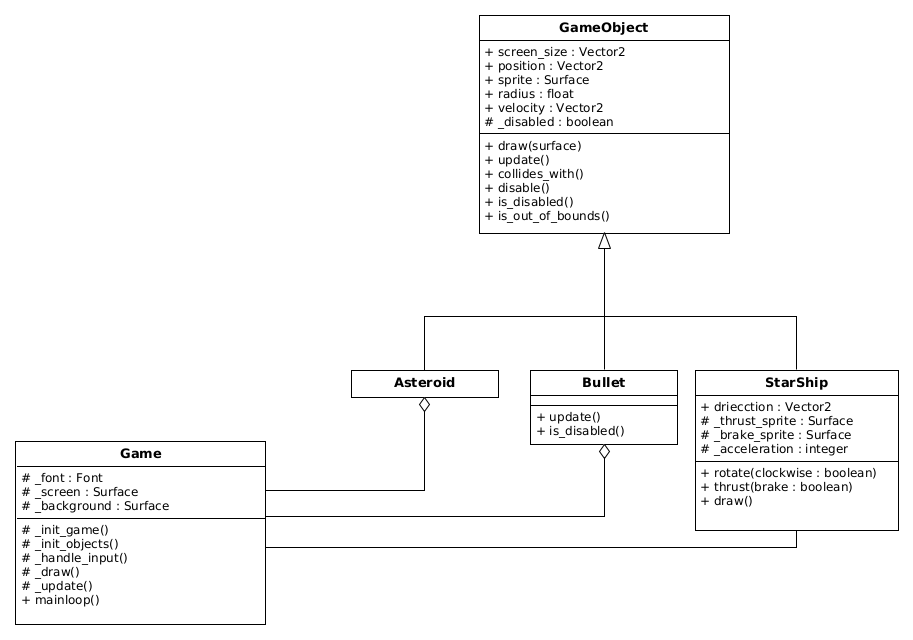 GameObject
+ screen_size : Vector2
+ position : Vector2
+ sprite : Surface
+ radius : float
+ velocity : Vector2
# _disabled : boolean
+ draw(surface)
+ update()
+ collides_with()
+ disable()
+ is_disabled()
+ is_out_of_bounds()
Asteroid
Bullet
+ update()
+ is_disabled()
StarShip
+ driecction : Vector2
# _thrust_sprite : Surface
# _brake_sprite : Surface
# _acceleration : integer
+ rotate(clockwise : boolean)
+ thrust(brake : boolean)
+ draw()
Game
# _font : Font
# _screen : Surface
# _background : Surface
# _init_game()
# _init_objects()
# _handle_input()
# _draw()
# _update()
+ mainloop()